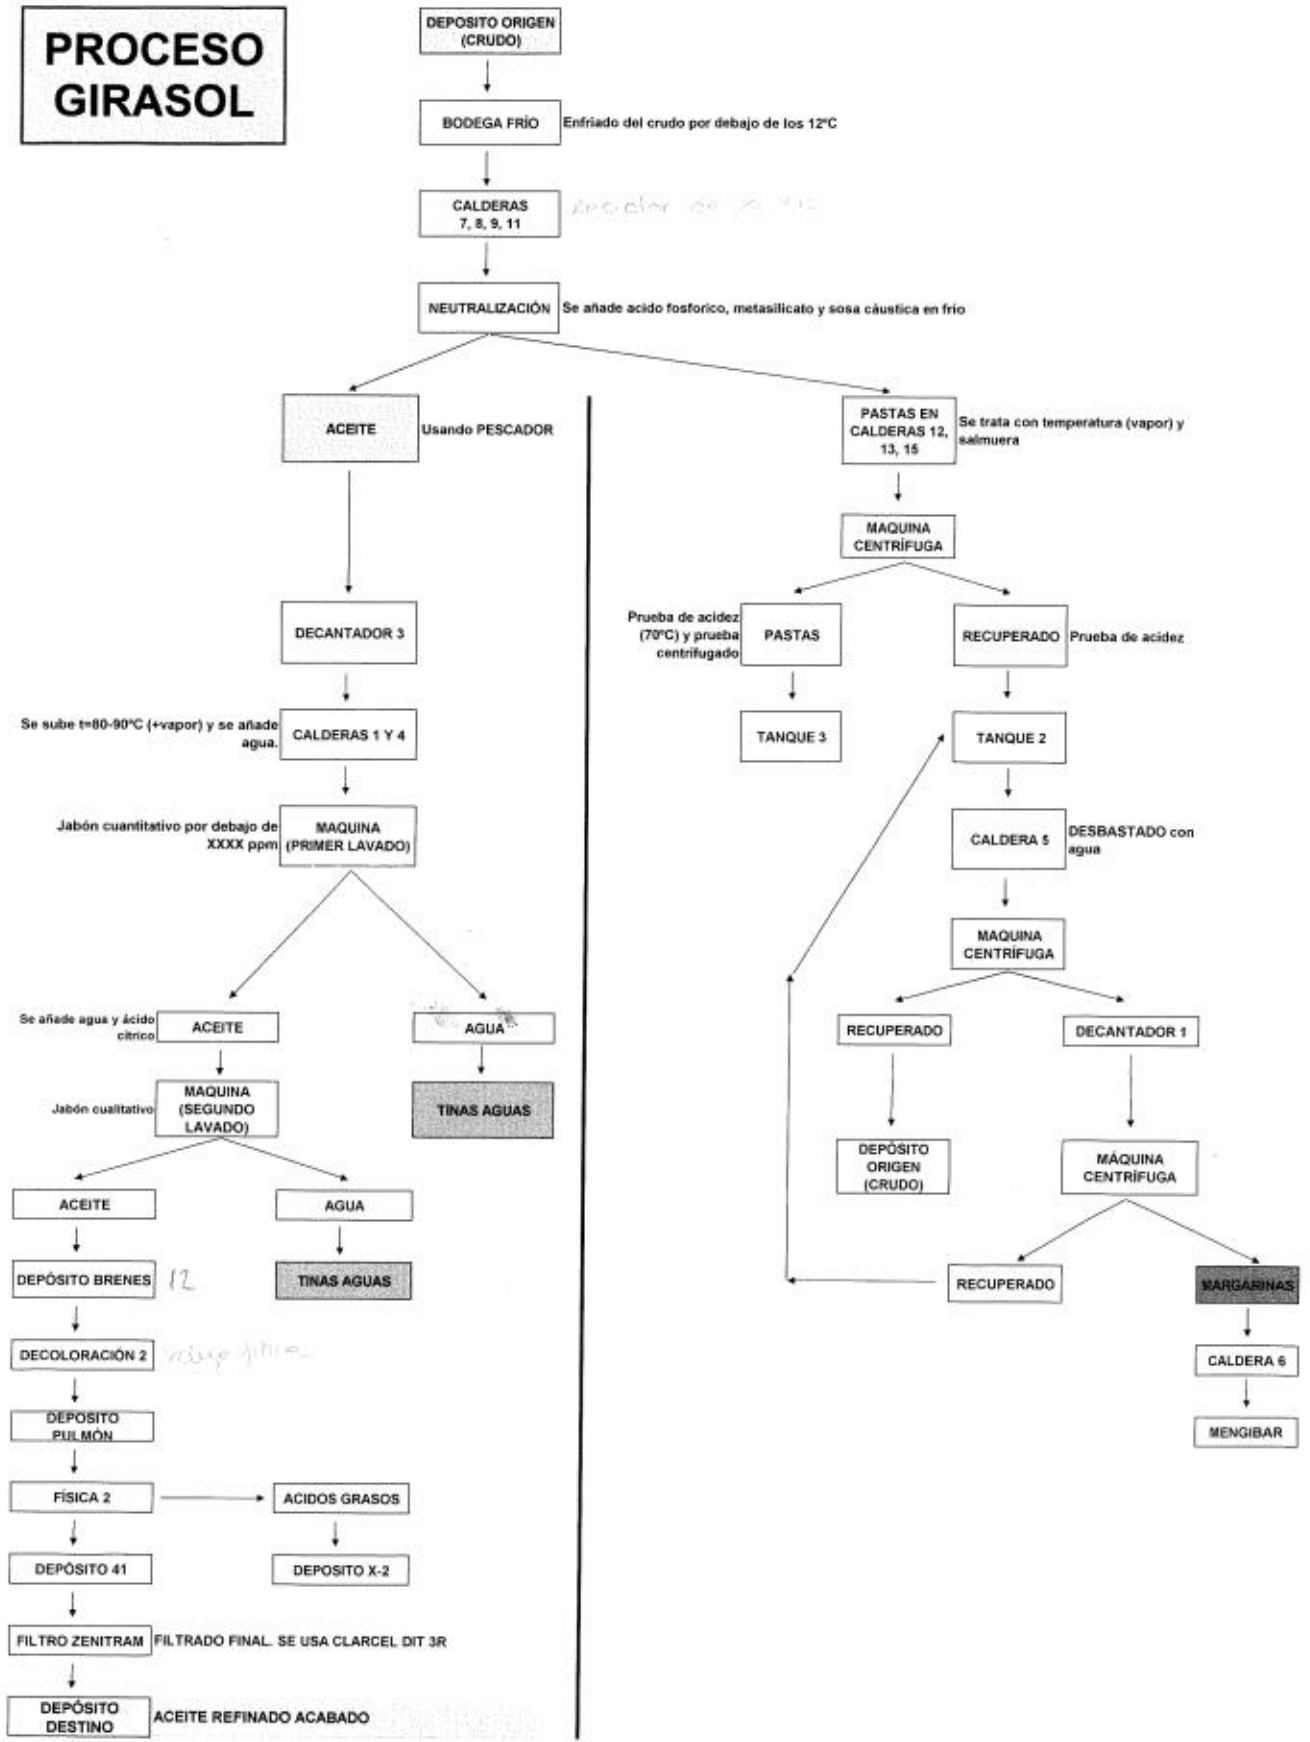 PROCESO
GIRASOL
DEPOSITO ORIGEN
(CRUDO)
BODEGA FRÍO
Enfriado del crudo por debajo de los 12ºC
CALDERAS
7, 8, 9, 11
NEUTRALIZACIÓN
Se añade acido fosforico, metasilicato y sosa cáustica en frío
ACEITE
Usando PESCADOR
DECANTADOR 3
Se sube t=80-90ºC (+vapor) y se añade
agua.
CALDERAS 1 Y 4
Jabón cuantitativo por debajo de
XXXX ppm
MAQUINA
(PRIMER LAVADO)
Se añade agua y ácido
cítrico
ACEITE
AGUA
TINAS AGUAS
Jabón cualitativo
MAQUINA
(SEGUNDO
LAVADO)
ACEITE
AGUA
TINAS AGUAS
DEPÓSITO BRENES
12
DECOLORACIÓN 2
DEPOSITO
PULMÓN
FÍSICA 2
ACIDOS GRASOS
DEPOSITO X-2
DEPÓSITO 41
FILTRO ZENITRAM
FILTRADO FINAL. SE USA CLARCEL DIT 3R
DEPÓSITO
DESTINO
ACEITE REFINADO ACABADO
PASTAS EN
CALDERAS 12,
13, 15
Se trata con temperatura (vapor) y
salmuera
MAQUINA
CENTRÍFUGA
Prueba de acidez
(70ºC) y prueba
centrifugado
PASTAS
TANQUE 3
RECUPERADO
Prueba de acidez
TANQUE 2
CALDERA 5
DESBASTADO con
agua
MAQUINA
CENTRÍFUGA
RECUPERADO
DEPÓSITO
ORIGEN
(CRUDO)
DECANTADOR 1
MÁQUINA
CENTRÍFUGA
RECUPERADO
MARGARINAS
CALDERA 6
MENGIBAR